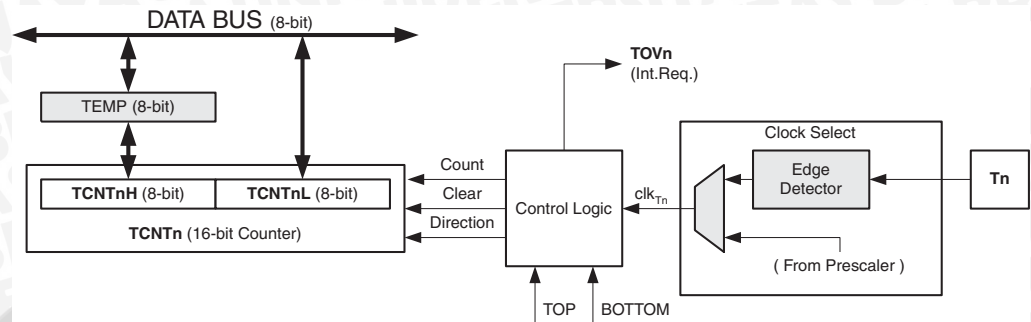 DATA BUS (8-bit)
TOVn
(Int.Req.)
TEMP (8-bit)
Clock Select
Count
Edge
Detector
Tn
TCNTnH (8-bit) TCNTnL (8-bit)
Clear
Control Logic
clkTn
TCNTn (16-bit Counter)
Direction
( From Prescaler )
TOP
BOTTOM